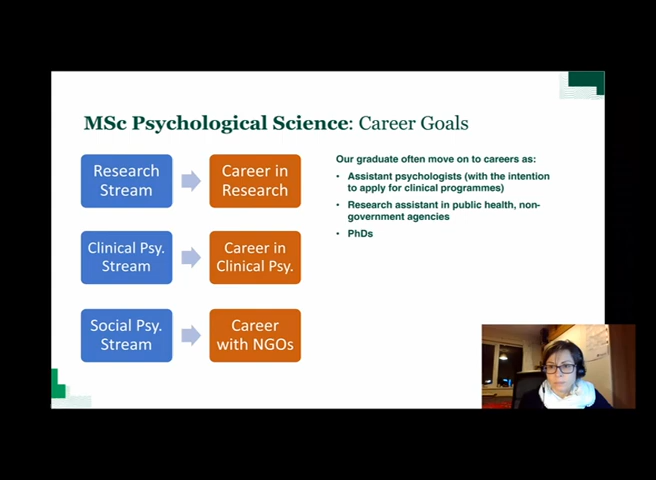 MSc Psychological Science: Career Goals
Research
Stream
Career in
Research
Clinical Psy.
Stream
Career in
Clinical Psy.
Social Psy.
Stream
Career
with NGOs
Our graduate often move on to careers as:
• Assistant psychologists (with the intention
to apply for clinical programmes)
• Research assistant in public health, non-
government agencies
• PhDs